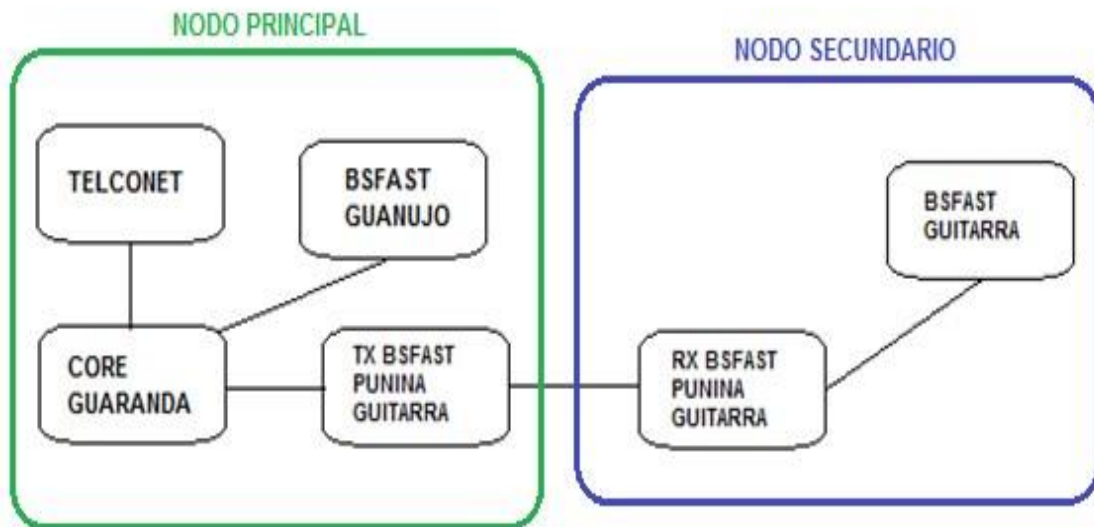 NODO PRINCIPAL
NODO SECUNDARIO
TELCONET
BSFAST
GUANUJO
BSFAST
GUITARRA
CORE
GUARANDA
TX BSFAST
PUNINA
GUITARRA
RX BSFAST
PUNINA
GUITARRA